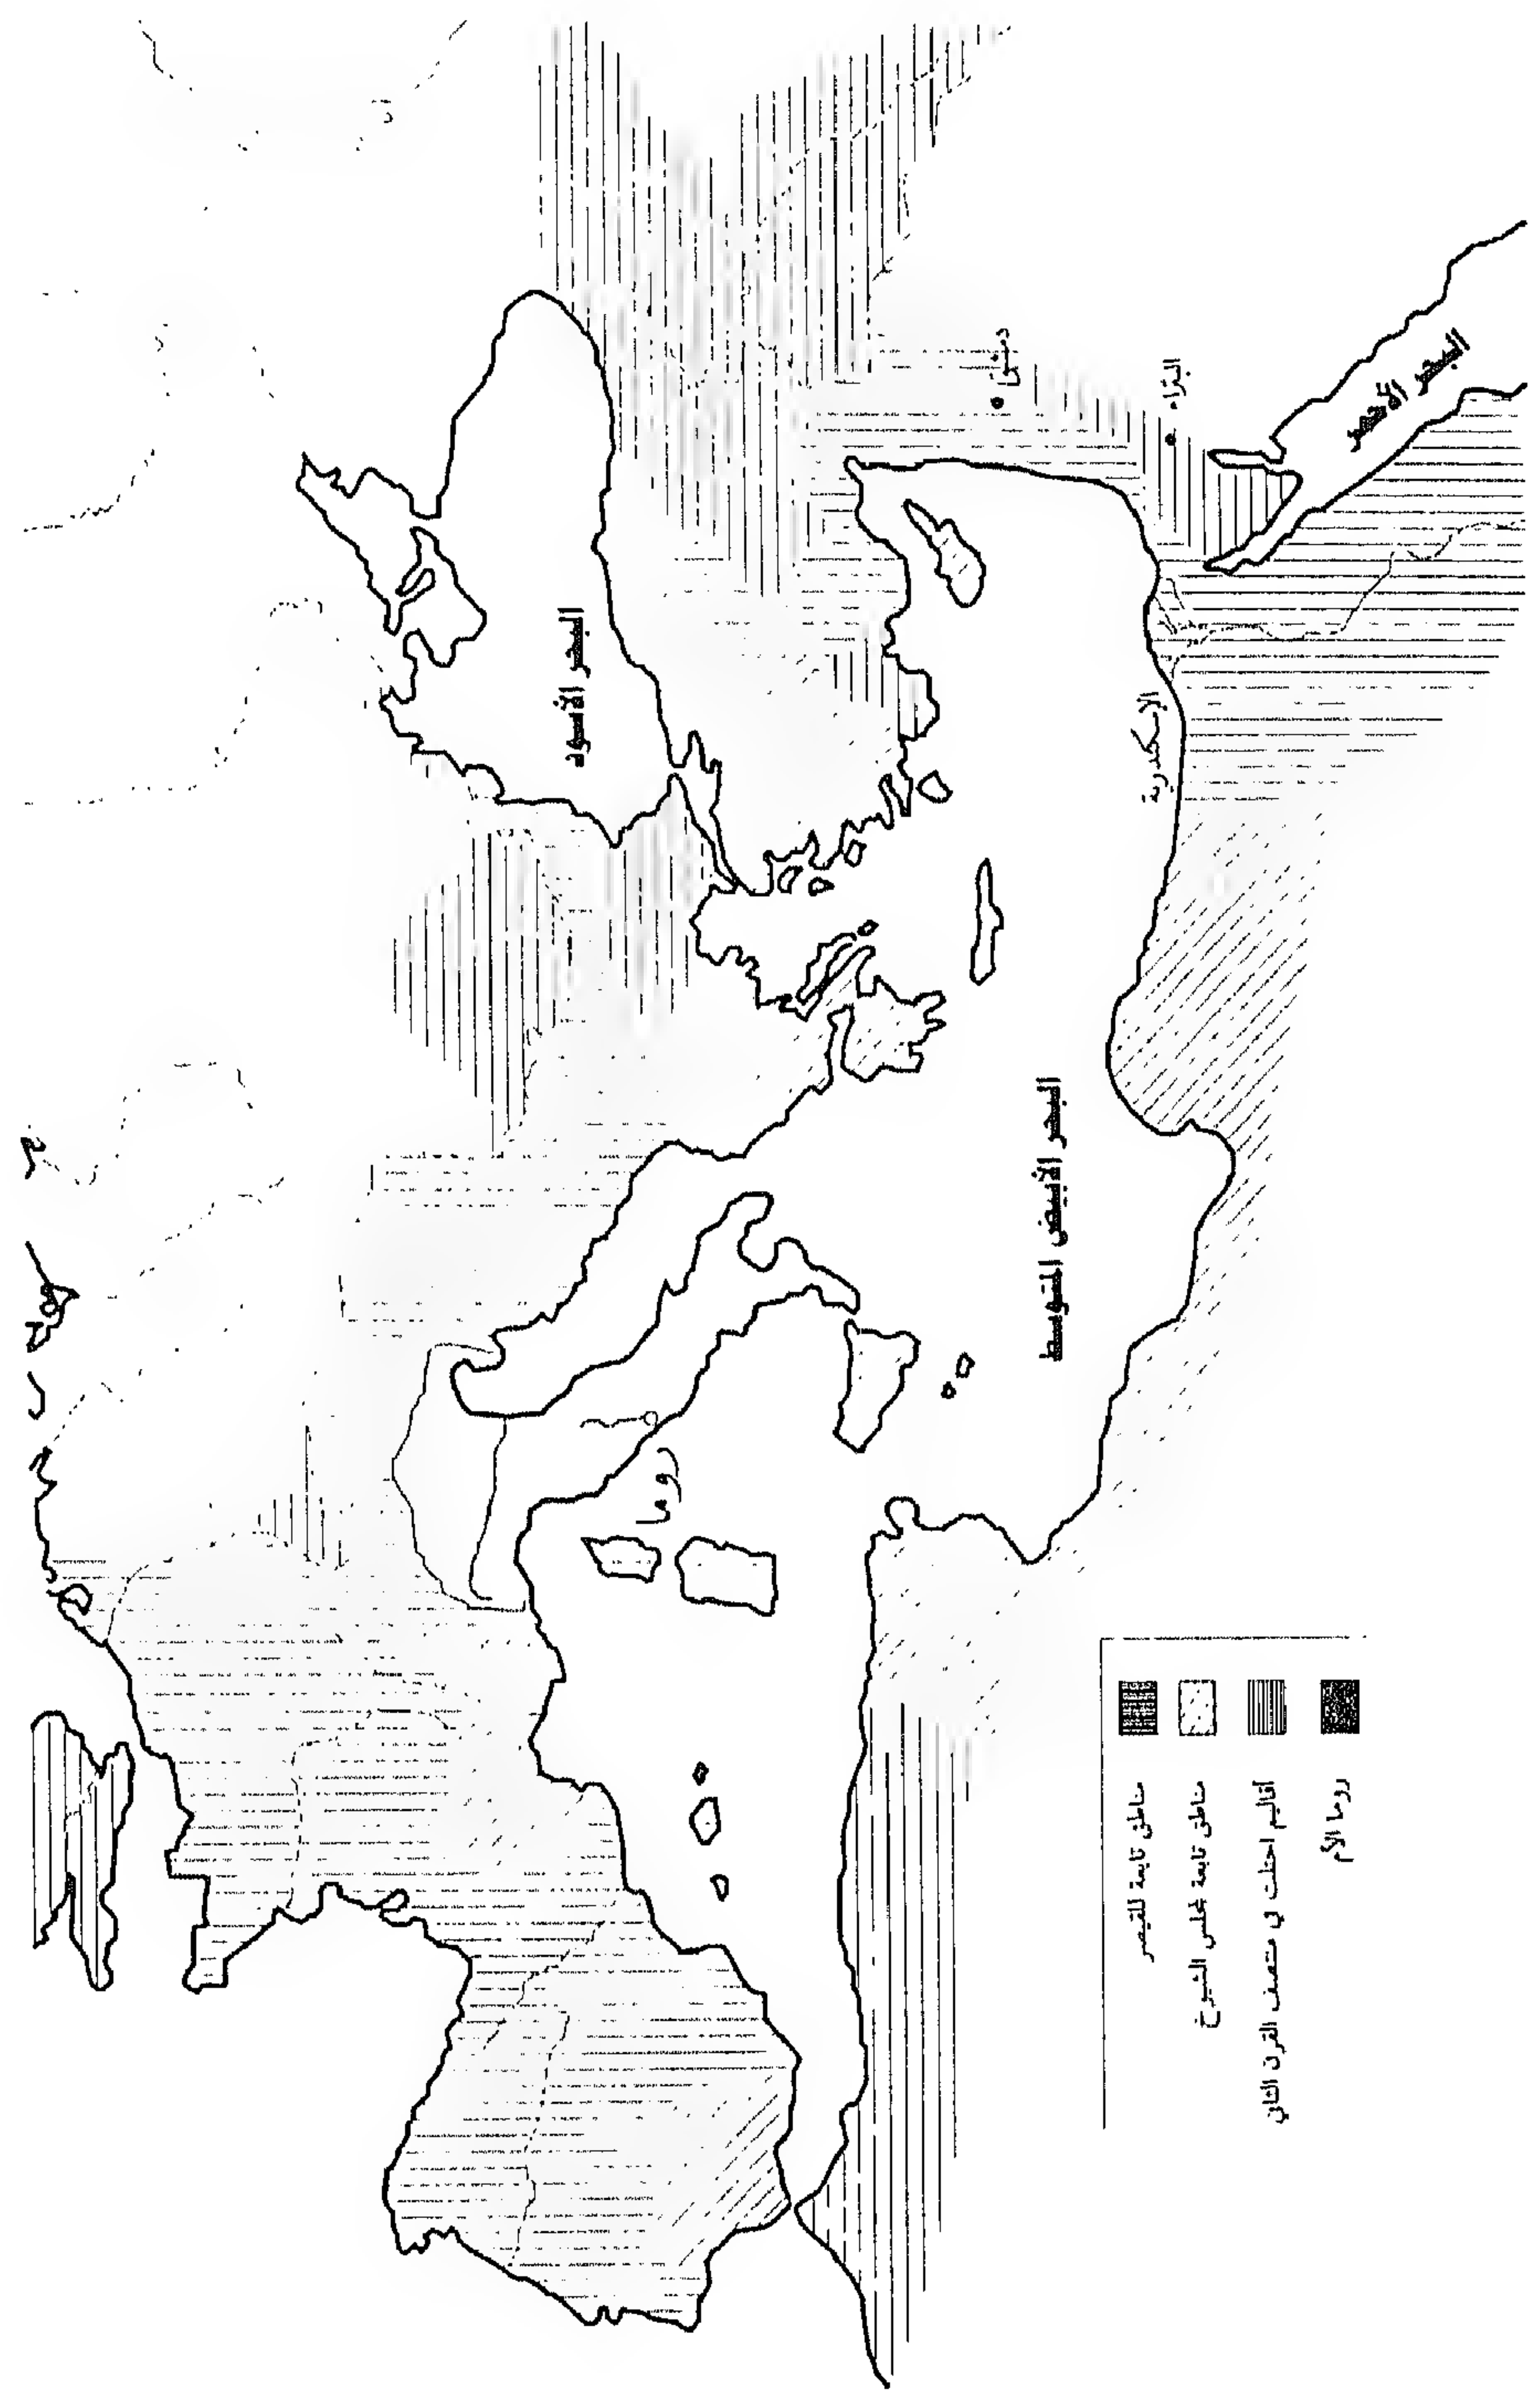 البحر الأسود
دمشق
البتراء
البحر الأحمر
الإسكندرية
البحر الأبيض المتوسط
روما
مناطق تابعة للقيصر
مناطق تابعة لمجلس الشيوخ
أقاليم احتلت في منتصف القرن الثاني
روما الأم